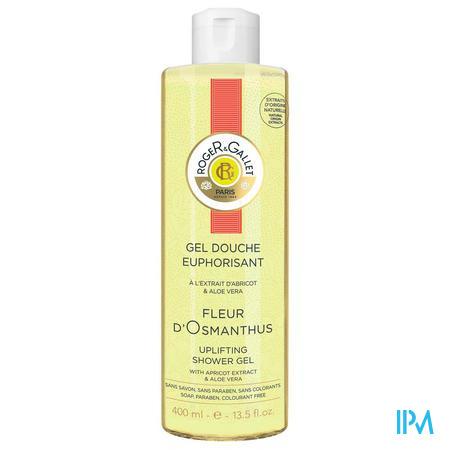 EXTRAITS
D'ORIGINE
NATURELLE
NATURAL
ORIGIN
EXTRACTS
ROGER & GALLET
RG
PARIS
GEL DOUCHE
EUPHORISANT
À L'EXTRAIT D'ABRICOT
& ALOE VERA
FLEUR
D'OSMANTHUS
UPLIFTING
SHOWER GEL
WITH APRICOT EXTRACT
& ALOE VERA
SANS SAVON, SANS PARABEN, SANS COLORANTS
SOAP, PARABEN, COLOURANT FREE
400 ml - e - 13.5 fl.oz.
IPM